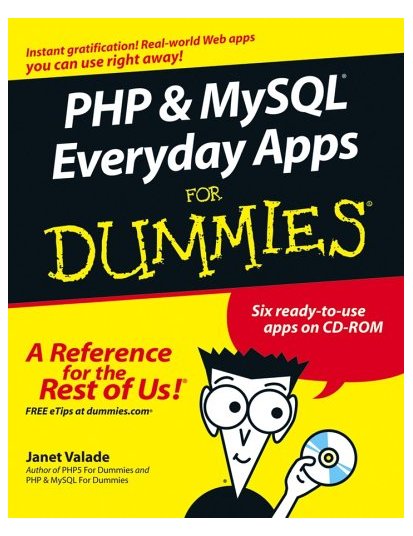 Instant gratification! Real-world Web apps
you can use right away!
PHP & MySQL®
Everyday Apps
FOR
DUMMIES®
Six ready-to-use
apps on CD-ROM
A Reference
for the
Rest of Us!®
FREE eTips at dummies.com®
Janet Valade
Author of PHP5 For Dummies and
PHP & MySQL For Dummies